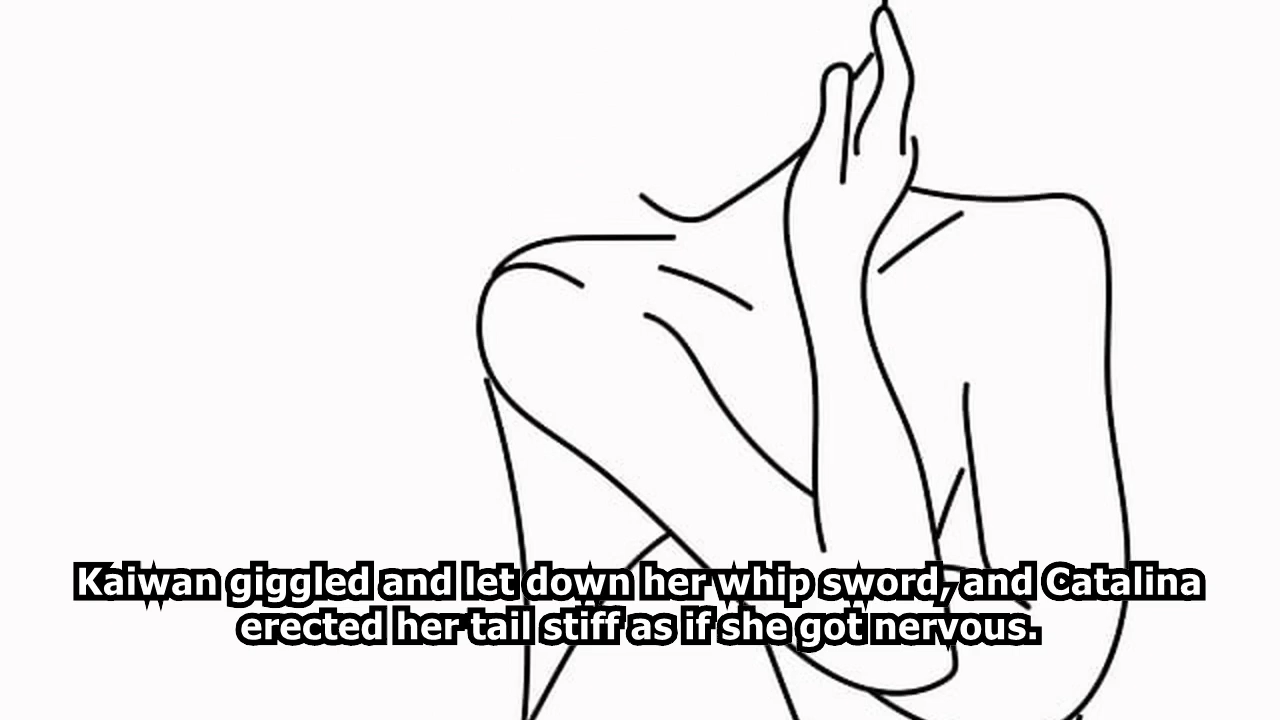 Kaiwan giggled and let down her whip sword, and Catalina
erected her tail stiff as if she got nervous.